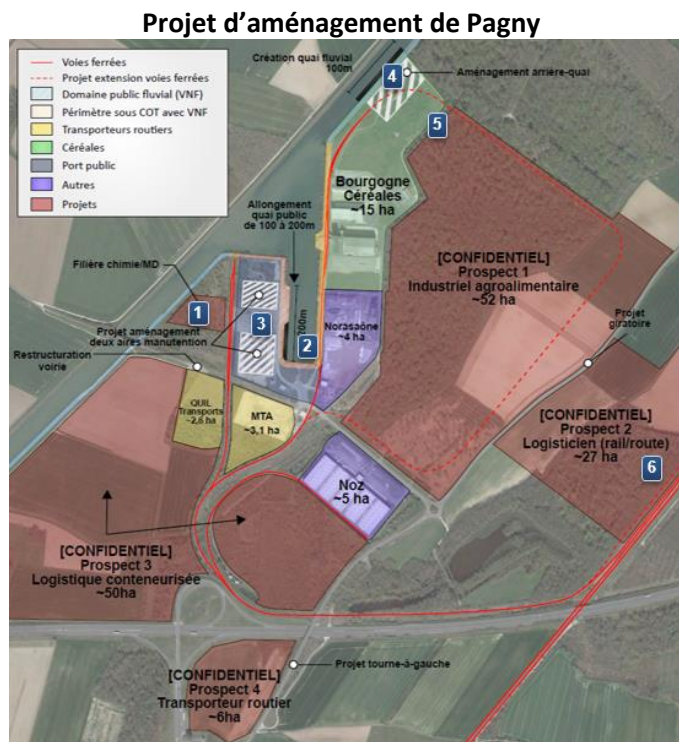 Projet d’aménagement de Pagny
Voies ferrées
Projet extension voies ferrées
Domaine public fluvial (VNF)
Périmètre sous COT avec VNF
Transporteurs routiers
Céréales
Port public
Autres
Projets
Création quai fluvial
100m
4
Aménagement arrière-quai
5
Bourgogne
Céréales
~15 ha
Allongement
quai public
de 100 à 200m
Filière chimie/MD
1
[CONFIDENTIEL]
Prospect 1
Industriel agroalimentaire
~52 ha
3
200m
2
Norasaône
~4 ha
Projet aménagement
deux aires manutention
Projet
giratoire
Restructuration
voirie
QUIL
Transports
~2,6 ha
MTA
~3,1 ha
[CONFIDENTIEL]
Prospect 2
Logisticien (rail/route)
~27 ha
6
Noz
~5 ha
[CONFIDENTIEL]
Prospect 3
Logistique conteneurisée
~50ha
[CONFIDENTIEL]
Prospect 4
Transporteur routier
~6ha
Projet tourne-à-gauche